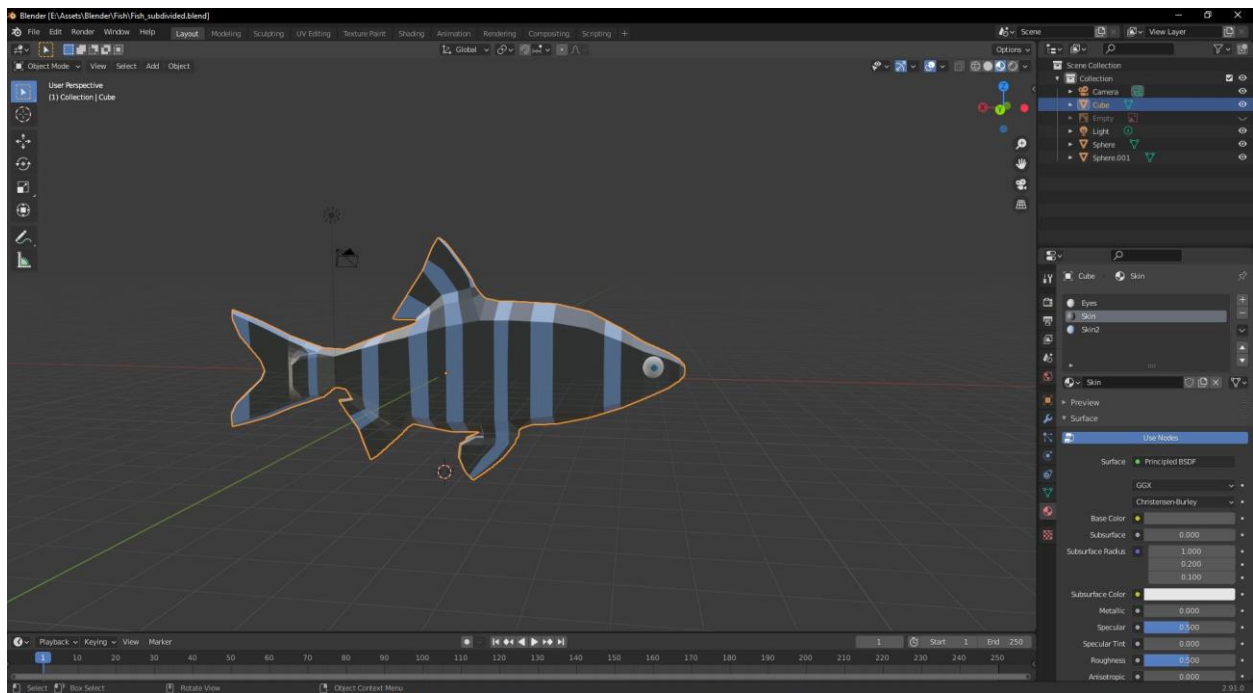 Blender [E:\Assets\Blender\Fish\Fish_subdivided.blend]
File Edit Render Window Help Layout Modeling Sculpting UV Editing Texture Paint Shading Animation Rendering Compositing Scripting + Scene View Layer
Global Options
Object Mode View Select Add Object
User Perspective
(1) Collection | Cube
Z
Y
Scene Collection
Collection
Camera
Cube
Empty
Light
Sphere
Sphere.001
Cube Skin
Eyes
Skin
Skin2
Skin
Preview
Surface
Use Nodes
Surface Principled BSDF
GGX
Christensen-Burley
Base Color
Subsurface 0.000
Subsurface Radius 1.000
0.200
0.100
Subsurface Color
Metallic 0.000
Specular 0.500
Specular Tint 0.000
Roughness 0.500
Anisotropic 0.000
Playback Keying View Marker 1 Start 1 End 250
1 10 20 30 40 50 60 70 80 90 100 110 120 130 140 150 160 170 180 190 200 210 220 230 240 250
Select Box Select Rotate View Object Context Menu 2.91.0